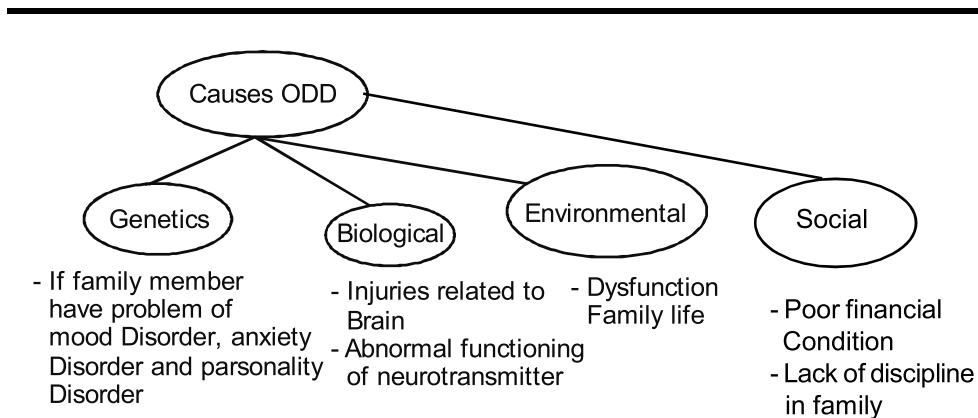 Causes ODD
Genetics
- If family member
have problem of
mood Disorder, anxiety
Disorder and parsonality
Disorder
Biological
- Injuries related to
Brain
- Abnormal functioning
of neurotransmitter
Environmental
- Dysfunction
Family life
Social
- Poor financial
Condition
- Lack of discipline
in family